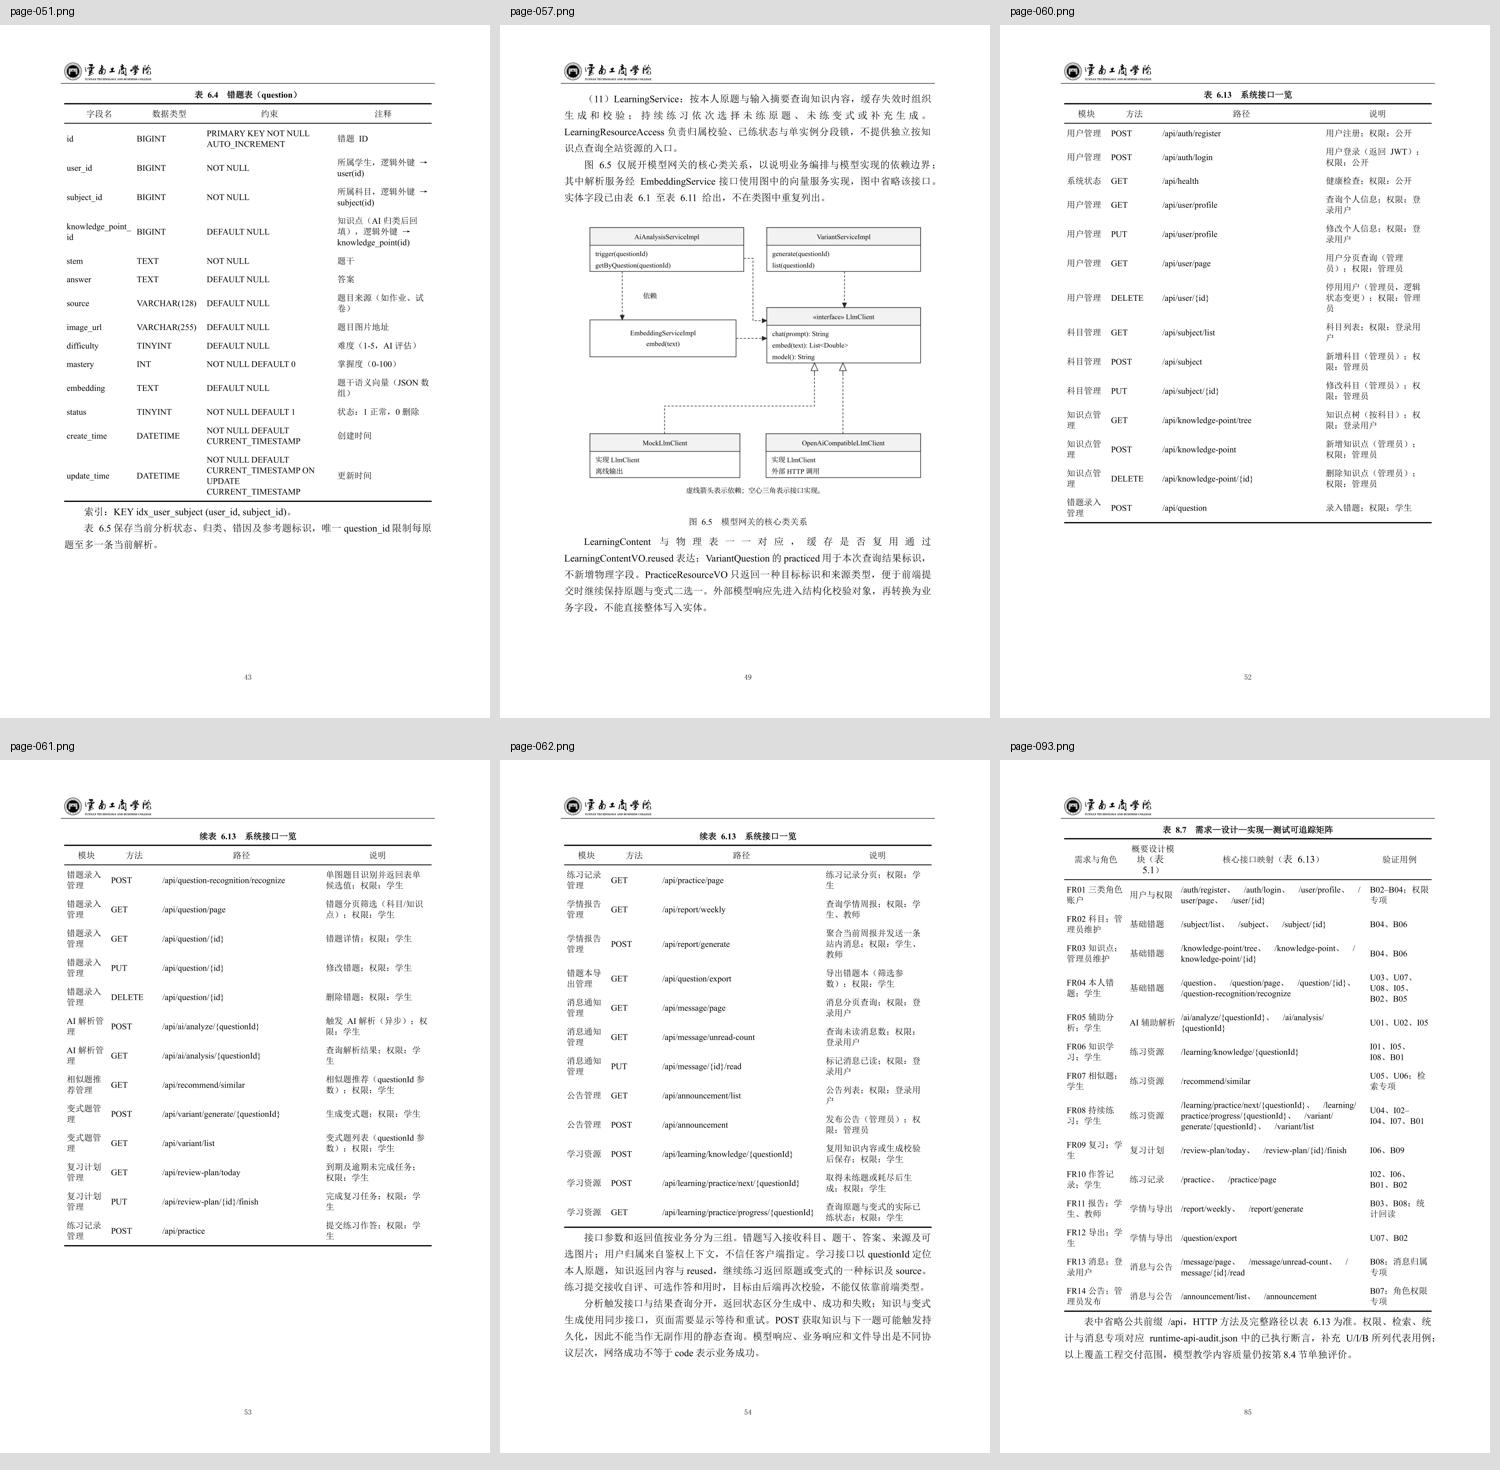 page-051.png
雲南工商學院
YUNNAN TECHNOLOGY AND BUSINESS COLLEGE
表 6.4 错题表（question）
字段名 数据类型 约束 注释
id BIGINT PRIMARY KEY NOT NULL AUTO_INCREMENT 错题 ID
user_id BIGINT NOT NULL 所属学生，逻辑外键 → user(id)
subject_id BIGINT NOT NULL 所属科目，逻辑外键 → subject(id)
knowledge_point_id BIGINT DEFAULT NULL 知识点（AI 归类后回填），逻辑外键 → knowledge_point(id)
stem TEXT NOT NULL 题干
answer TEXT DEFAULT NULL 答案
source VARCHAR(128) DEFAULT NULL 题目来源（如作业、试卷）
image_url VARCHAR(255) DEFAULT NULL 题目图片地址
difficulty TINYINT DEFAULT NULL 难度（1-5，AI 评估）
mastery INT NOT NULL DEFAULT 0 掌握度（0-100）
embedding TEXT DEFAULT NULL 题干语义向量（JSON 数组）
status TINYINT NOT NULL DEFAULT 1 状态：1 正常，0 删除
create_time DATETIME NOT NULL DEFAULT CURRENT_TIMESTAMP 创建时间
update_time DATETIME NOT NULL DEFAULT CURRENT_TIMESTAMP ON UPDATE CURRENT_TIMESTAMP 更新时间
索引：KEY idx_user_subject (user_id, subject_id)。
表 6.5 保存当前分析状态、归类、错因及参考题标识，唯一 question_id 限制每原
题至多一条当前解析。
43
page-057.png
雲南工商學院
YUNNAN TECHNOLOGY AND BUSINESS COLLEGE
（11）LearningService：按本人原题与输入摘要查询知识内容，缓存失效时组织
生成和校验；持续练习依次选择未练原题、未练变式或补充生成。
LearningResourceAccess 负责归属校验、已练状态与单实例分段锁，不提供独立按知
识点查询全站资源的入口。
图 6.5 仅展开模型网关的核心类关系，以说明业务编排与模型实现的依赖边界；
其中解析服务经 EmbeddingService 接口使用图中的向量服务实现，图中省略该接口。
实体字段已由表 6.1 至表 6.11 给出，不在类图中重复列出。
AiAnalysisServiceImpl
trigger(questionId)
getByQuestion(questionId)
VariantServiceImpl
generate(questionId)
list(questionId)
依赖
EmbeddingServiceImpl
embed(text)
«interface» LlmClient
chat(prompt): String
embed(text): List<Double>
model(): String
MockLlmClient
实现 LlmClient
离线输出
OpenAiCompatibleLlmClient
实现 LlmClient
外部 HTTP 调用
虚线箭头表示依赖；空心三角表示接口实现。
图 6.5 模型网关的核心类关系
LearningContent 与物理表一一对应，缓存是否复用通过
LearningContentVO.reused 表达；VariantQuestion 的 practiced 用于本次查询结果标识，
不新增物理字段。PracticeResourceVO 只返回一种目标标识和来源类型，便于前端提
交时继续保持原题与变式二选一。外部模型响应先进入结构化校验对象，再转换为业
务字段，不能直接整体写入实体。
49
page-060.png
雲南工商學院
YUNNAN TECHNOLOGY AND BUSINESS COLLEGE
表 6.13 系统接口一览
模块 方法 路径 说明
用户管理 POST /api/auth/register 用户注册；权限：公开
用户管理 POST /api/auth/login 用户登录（返回 JWT）；权限：公开
系统状态 GET /api/health 健康检查；权限：公开
用户管理 GET /api/user/profile 查询个人信息；权限：登录用户
用户管理 PUT /api/user/profile 修改个人信息；权限：登录用户
用户管理 GET /api/user/page 用户分页查询（管理员）；权限：管理员
用户管理 DELETE /api/user/{id} 停用用户（管理员，逻辑状态变更）；权限：管理员
科目管理 GET /api/subject/list 科目列表；权限：登录用户
科目管理 POST /api/subject 新增科目（管理员）；权限：管理员
科目管理 PUT /api/subject/{id} 修改科目（管理员）；权限：管理员
知识点管理 GET /api/knowledge-point/tree 知识点树（按科目）；权限：登录用户
知识点管理 POST /api/knowledge-point 新增知识点（管理员）；权限：管理员
知识点管理 DELETE /api/knowledge-point/{id} 删除知识点（管理员）；权限：管理员
错题录入管理 POST /api/question 录入错题；权限：学生
52
page-061.png
雲南工商學院
YUNNAN TECHNOLOGY AND BUSINESS COLLEGE
续表 6.13 系统接口一览
模块 方法 路径 说明
错题录入管理 POST /api/question-recognition/recognize 单图题目识别并返回表单候选值；权限：学生
错题录入管理 GET /api/question/page 错题分页筛选（科目/知识点）；权限：学生
错题录入管理 GET /api/question/{id} 错题详情；权限：学生
错题录入管理 PUT /api/question/{id} 修改错题；权限：学生
错题录入管理 DELETE /api/question/{id} 删除错题；权限：学生
AI 解析管理 POST /api/ai/analyze/{questionId} 触发 AI 解析（异步）；权限：学生
AI 解析管理 GET /api/ai/analysis/{questionId} 查询解析结果；权限：学生
相似题推荐管理 GET /api/recommend/similar 相似题推荐（questionId 参数）；权限：学生
变式题管理 POST /api/variant/generate/{questionId} 生成变式题；权限：学生
变式题管理 GET /api/variant/list 变式题列表（questionId 参数）；权限：学生
复习计划管理 GET /api/review-plan/today 到期及逾期未完成任务；权限：学生
复习计划管理 PUT /api/review-plan/{id}/finish 完成复习任务；权限：学生
练习记录管理 POST /api/practice 提交练习作答；权限：学生
53
page-062.png
雲南工商學院
YUNNAN TECHNOLOGY AND BUSINESS COLLEGE
续表 6.13 系统接口一览
模块 方法 路径 说明
练习记录管理 GET /api/practice/page 练习记录分页；权限：学生
学情报告管理 GET /api/report/weekly 查询学情周报；权限：学生、教师
学情报告管理 POST /api/report/generate 聚合当前周报并发送一条站内消息；权限：学生、教师
错题本导出管理 GET /api/question/export 导出错题本（筛选参数）；权限：学生
消息通知管理 GET /api/message/page 消息分页查询；权限：登录用户
消息通知管理 GET /api/message/unread-count 查询未读消息数；权限：登录用户
消息通知管理 PUT /api/message/{id}/read 标记消息已读；权限：登录用户
公告管理 GET /api/announcement/list 公告列表；权限：登录用户
公告管理 POST /api/announcement 发布公告（管理员）；权限：管理员
学习资源 POST /api/learning/knowledge/{questionId} 复用知识内容或生成校验后保存；权限：学生
学习资源 POST /api/learning/practice/next/{questionId} 取得未练题或耗尽后生成；权限：学生
学习资源 GET /api/learning/practice/progress/{questionId} 查询原题与变式的实际已练状态；权限：学生
接口参数和返回值按业务分为三组。错题写入接收科目、题干、答案、来源及可
选图片；用户归属来自鉴权上下文，不信任客户端指定。学习接口以 questionId 定位
本人原题，知识返回内容与 reused，继续练习返回原题或变式的一种标识及 source。
练习提交接收自评、可选作答和用时，目标由后端再次校验，不能仅依靠前端类型。
分析触发接口与结果查询分开，返回状态区分生成中、成功和失败；知识与变式
生成使用同步接口，页面需要显示等待和重试。POST 获取知识与下一题可能触发持
久化，因此不能当作无副作用的静态查询。模型响应、业务响应和文件导出是不同协
议层次，网络成功不等于 code 表示业务成功。
54
page-093.png
雲南工商學院
YUNNAN TECHNOLOGY AND BUSINESS COLLEGE
表 8.7 需求—设计—实现—测试可追踪矩阵
需求与角色 概要设计模块（表 5.1） 核心接口映射（表 6.13） 验证用例
FR01 三类角色账户 用户与权限 /auth/register、 /auth/login、 /user/profile、 /user/page、 /user/{id} B02–B04；权限专项
FR02 科目；管理员维护 基础错题 /subject/list、 /subject、 /subject/{id} B04、B06
FR03 知识点；管理员维护 基础错题 /knowledge-point/tree、 /knowledge-point、 /knowledge-point/{id} B04、B06
FR04 本人错题；学生 基础错题 /question、 /question/page、 /question/{id}、 /question-recognition/recognize U03、U07、U08、I05、B02、B05
FR05 辅助分析；学生 AI 辅助解析 /ai/analyze/{questionId}、 /ai/analysis/{questionId} U01、U02、I05
FR06 知识学习；学生 练习资源 /learning/knowledge/{questionId} I01、I05、I08、B01
FR07 相似题；学生 练习资源 /recommend/similar U05、U06；检索专项
FR08 持续练习；学生 练习资源 /learning/practice/next/{questionId}、 /learning/practice/progress/{questionId}、 /variant/generate/{questionId}、 /variant/list U04、I02–I04、I07、B01
FR09 复习；学生 复习计划 /review-plan/today、 /review-plan/{id}/finish I06、B09
FR10 作答记录；学生 练习记录 /practice、 /practice/page I02、I06、B01、B02
FR11 报告；学生、教师 学情与导出 /report/weekly、 /report/generate B03、B08；统计回读
FR12 导出；学生 学情与导出 /question/export U07、B02
FR13 消息；登录用户 消息与公告 /message/page、 /message/unread-count、 /message/{id}/read B08；消息归属专项
FR14 公告；管理员发布 消息与公告 /announcement/list、 /announcement B07；角色权限专项
表中省略公共前缀 /api，HTTP 方法及完整路径以表 6.13 为准。权限、检索、统
计与消息专项对应 runtime-api-audit.json 中的已执行断言，补充 U/I/B 所列代表用例；
以上覆盖工程交付范围，模型教学内容质量仍按第 8.4 节单独评价。
85